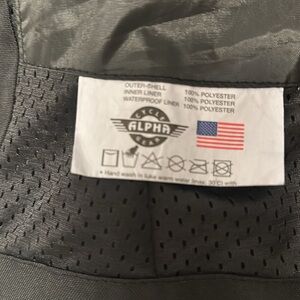 OUTER-SHELL 100% POLYESTER
INNER LINER 100% POLYESTER
WATERPROOF LINER 100% POLYESTER
CYCLE
ALPHA
GEAR
• Hand wash in luke warm water (max. 30°C) with